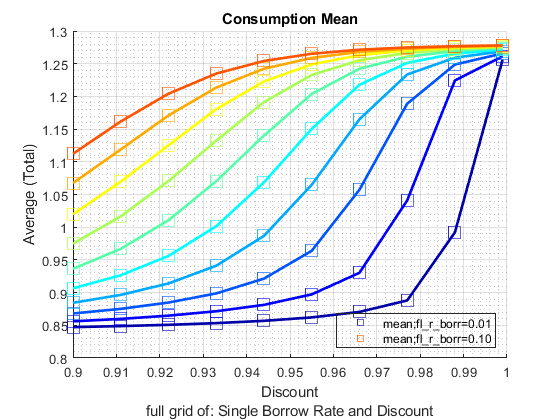 Consumption Mean
Average (Total)
1.3
1.25
1.2
1.15
1.1
1.05
1
0.95
0.9
0.85
0.8
0.9 0.91 0.92 0.93 0.94 0.95 0.96 0.97 0.98 0.99 1
mean;fl_r_borr=0.01
mean;fl_r_borr=0.10
Discount
full grid of: Single Borrow Rate and Discount